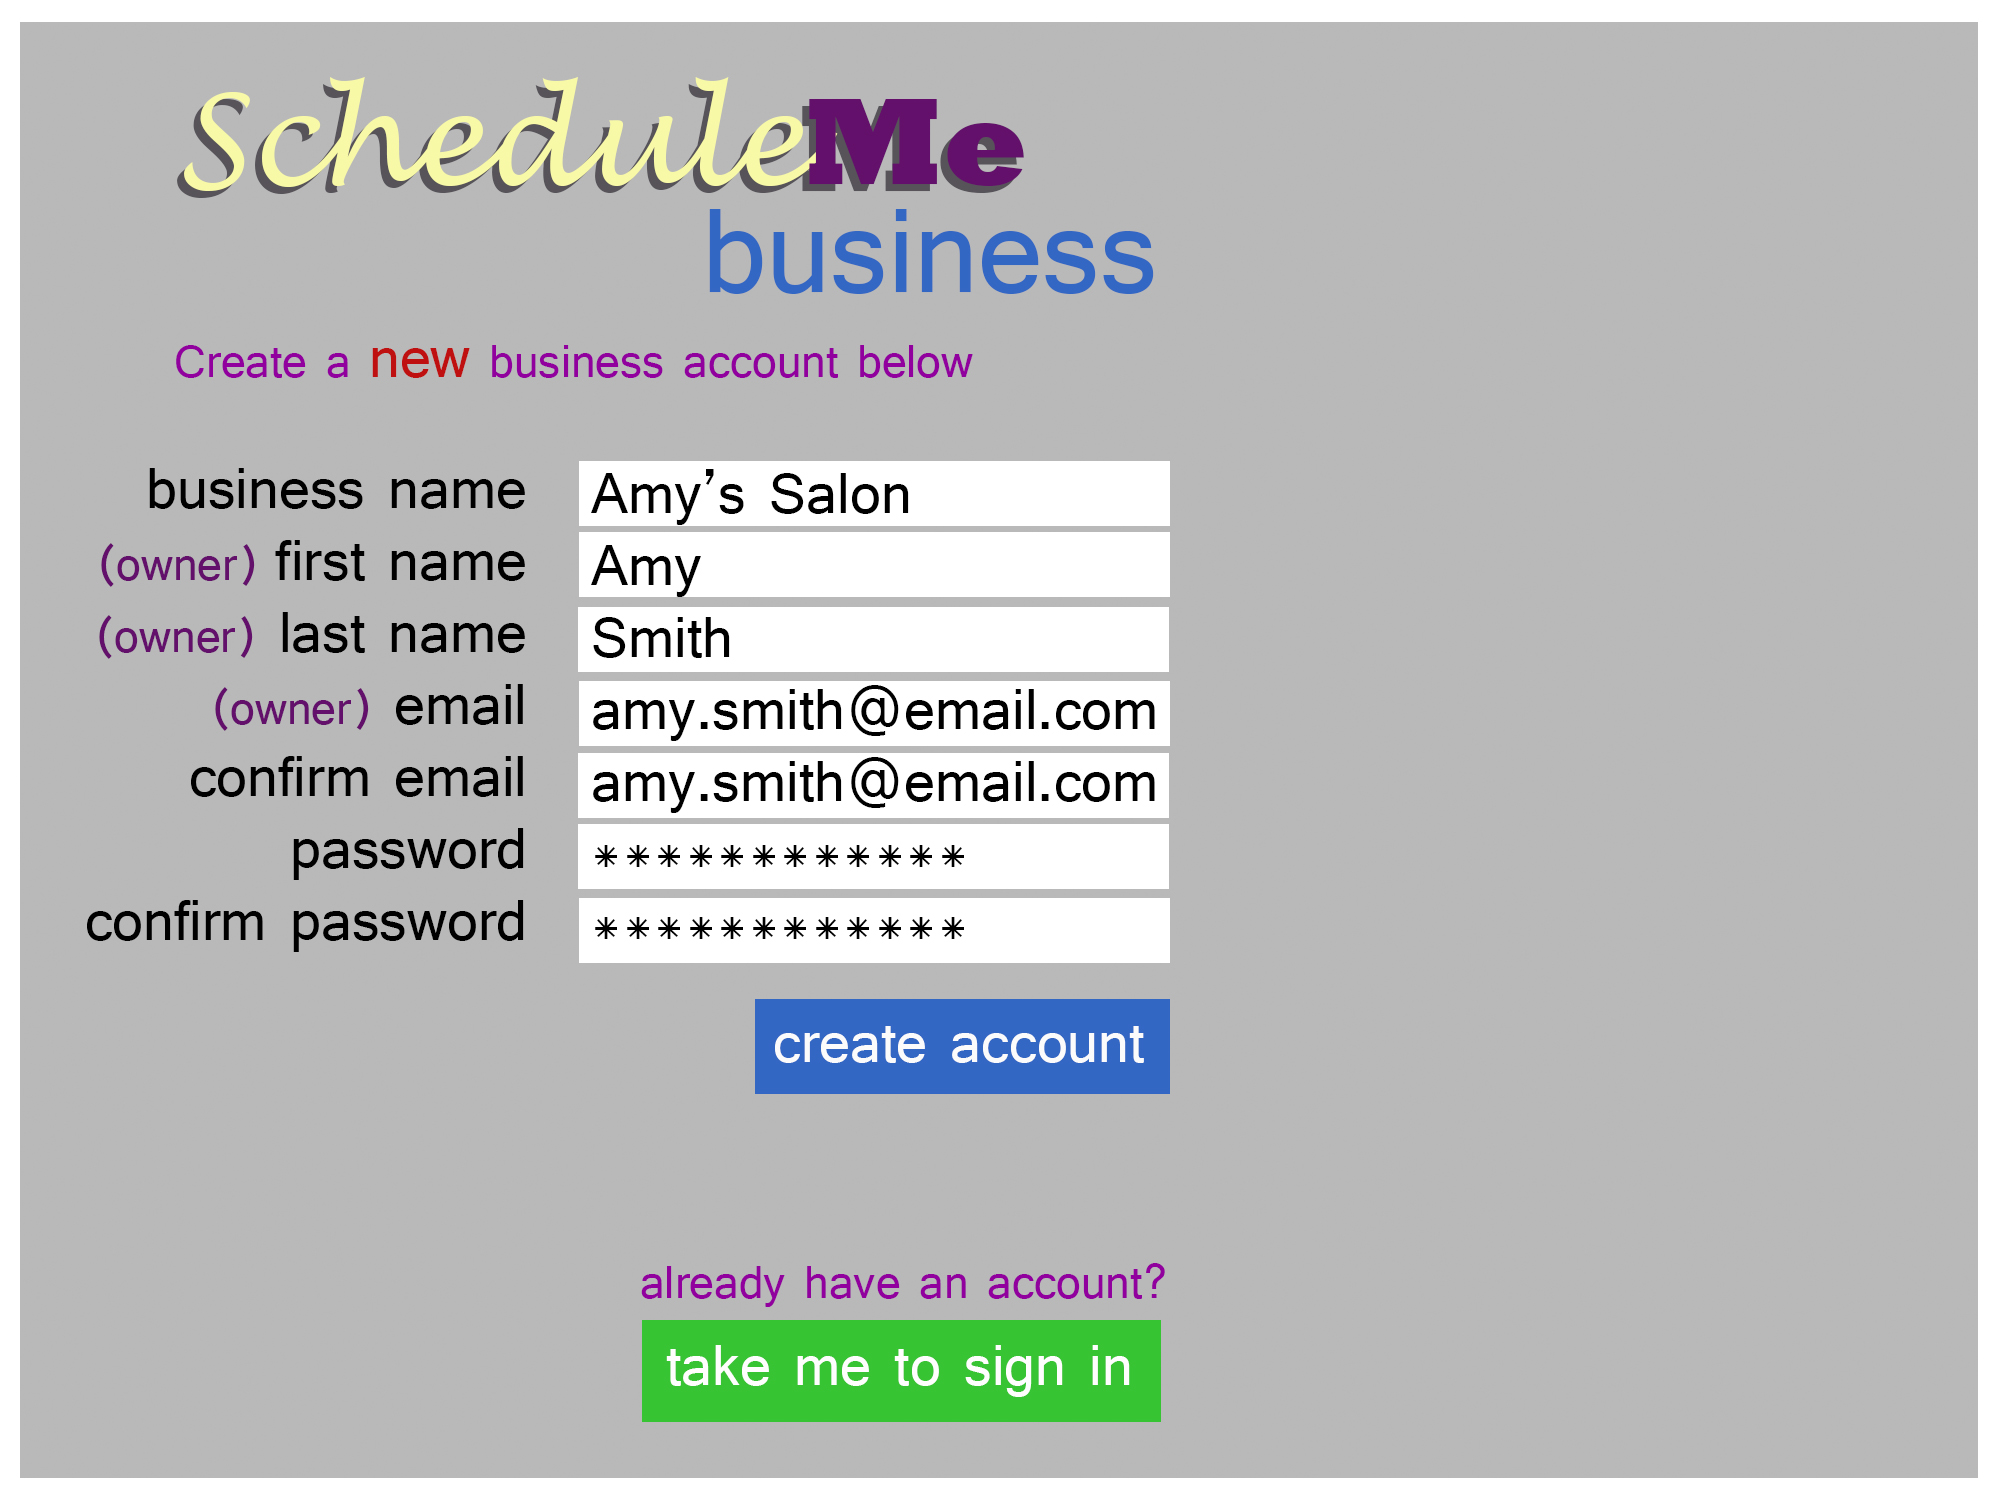 ScheduleMe
business
Create a new business account below
business name Amy’s Salon
(owner) first name Amy
(owner) last name Smith
(owner) email amy.smith@email.com
confirm email amy.smith@email.com
password ************
confirm password ************
create account
already have an account?
take me to sign in